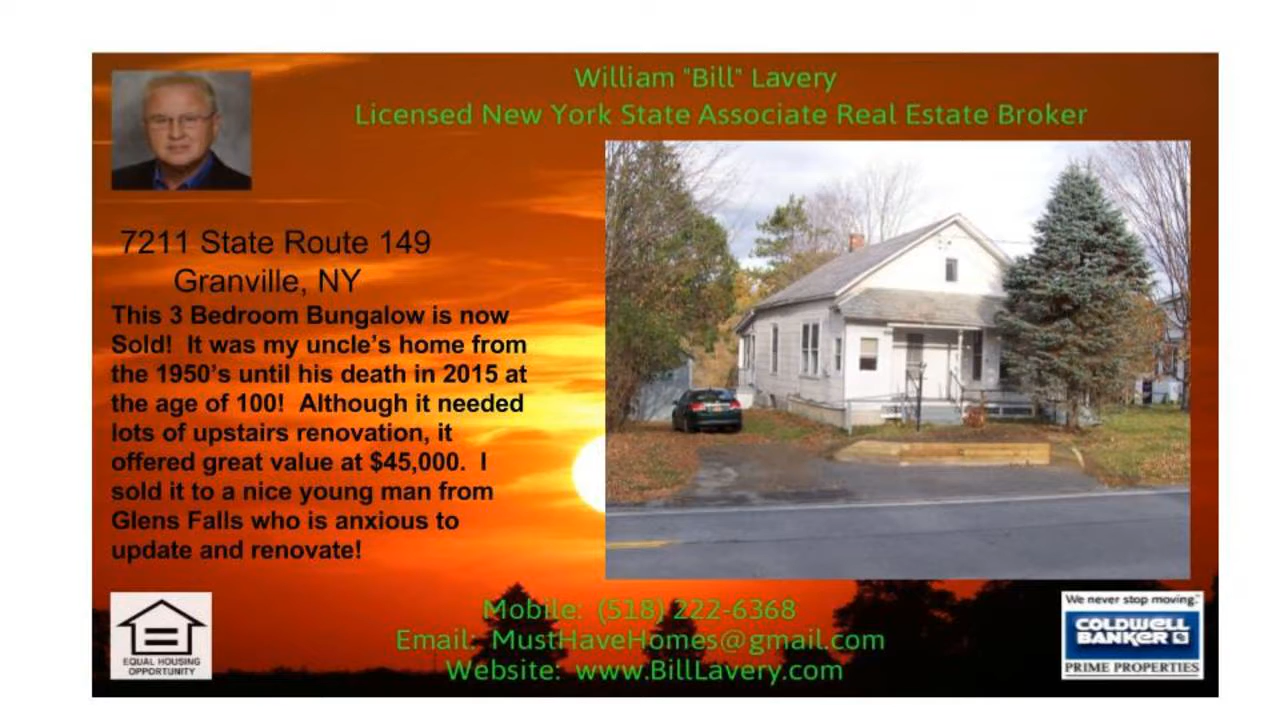 William "Bill" Lavery
Licensed New York State Associate Real Estate Broker
7211 State Route 149
Granville, NY
This 3 Bedroom Bungalow is now
Sold!  It was my uncle's home from
the 1950's until his death in 2015 at
the age of 100!  Although it needed
lots of upstairs renovation, it
offered great value at $45,000.  I
sold it to a nice young man from
Glens Falls who is anxious to
update and renovate!
Mobile:  (518) 222-6368
Email:  MustHaveHomes@gmail.com
Website:  www.BillLavery.com
EQUAL HOUSING
OPPORTUNITY
We never stop moving.™
COLDWELL
BANKER
PRIME PROPERTIES